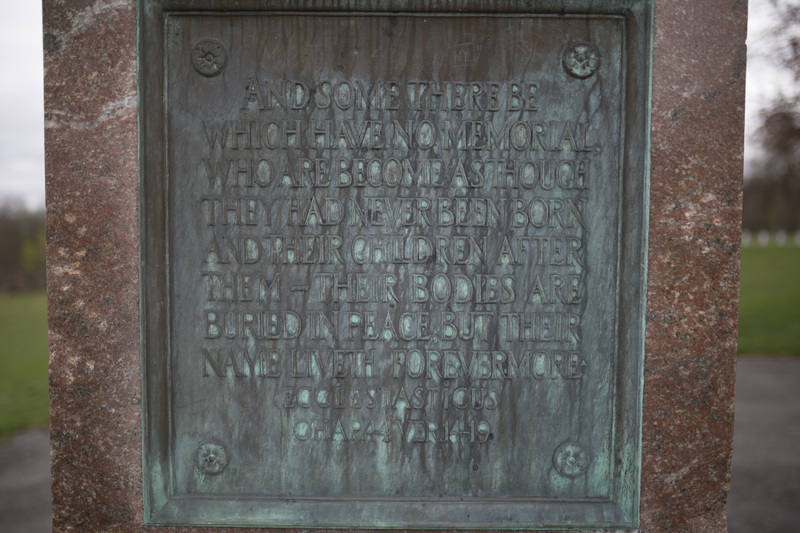 AND SOME THERE BE
WHICH HAVE NO MEMORIAL,
WHO ARE BECOME AS THOUGH
THEY HAD NEVER BEEN BORN
AND THEIR CHILDREN AFTER
THEM – THEIR BODIES ARE
BURIED IN PEACE, BUT THEIR
NAME LIVETH FOREVERMORE·
ECCLESIASTICUS
CHAP. 44 VER